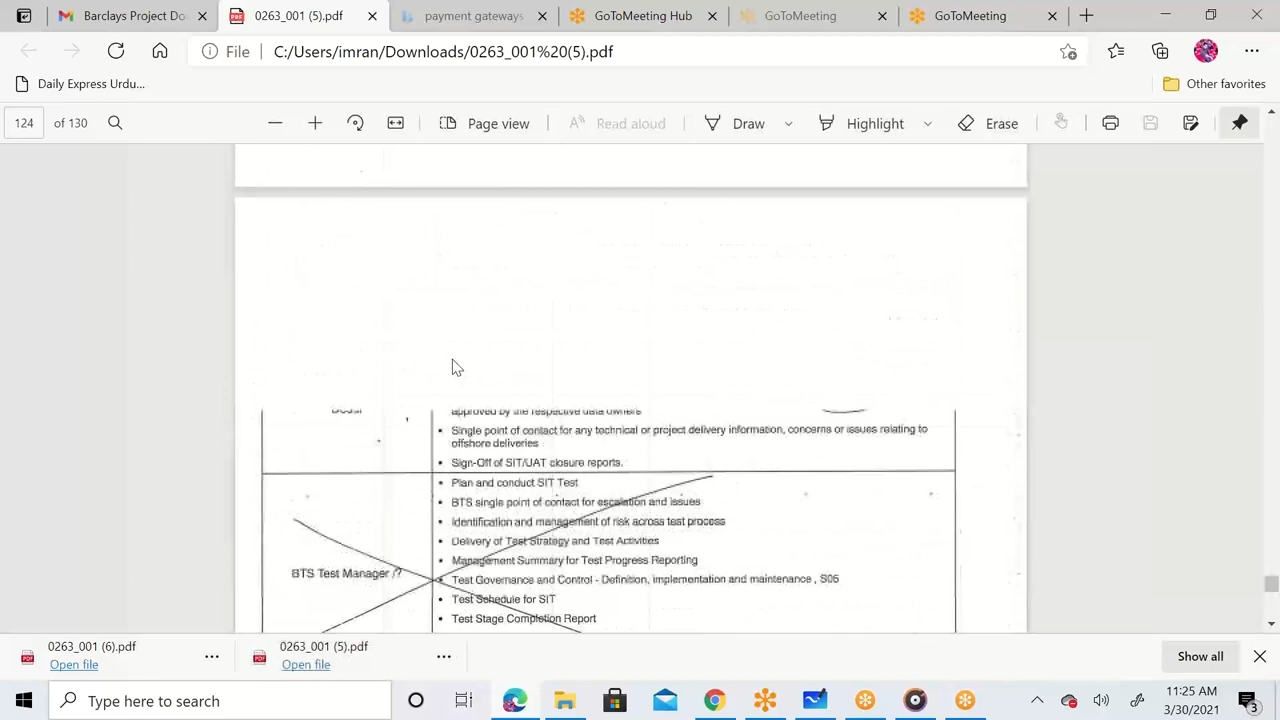 Barclays Project Do
0263_001 (5).pdf
payment gateways
GoToMeeting Hub
GoToMeeting
GoToMeeting
File
C:/Users/imran/Downloads/0263_001%20(5).pdf
Daily Express Urdu...
Other favorites
124
of 130
Page view
Read aloud
Draw
Highlight
Erase
approved by the respective data owners
• Single point of contact for any technical or project delivery information, concerns or issues relating to
offshore deliveries
• Sign-Off of SIT/UAT closure reports.
BTS Test Manager /?
• Plan and conduct SIT Test
• BTS single point of contact for escalation and issues
• Identification and management of risk across test process
• Delivery of Test Strategy and Test Activities
• Management Summary for Test Progress Reporting
• Test Governance and Control - Definition, implementation and maintenance , S05
• Test Schedule for SIT
• Test Stage Completion Report
0263_001 (6).pdf
Open file
0263_001 (5).pdf
Open file
Show all
Type here to search
11:25 AM
3/30/2021
3